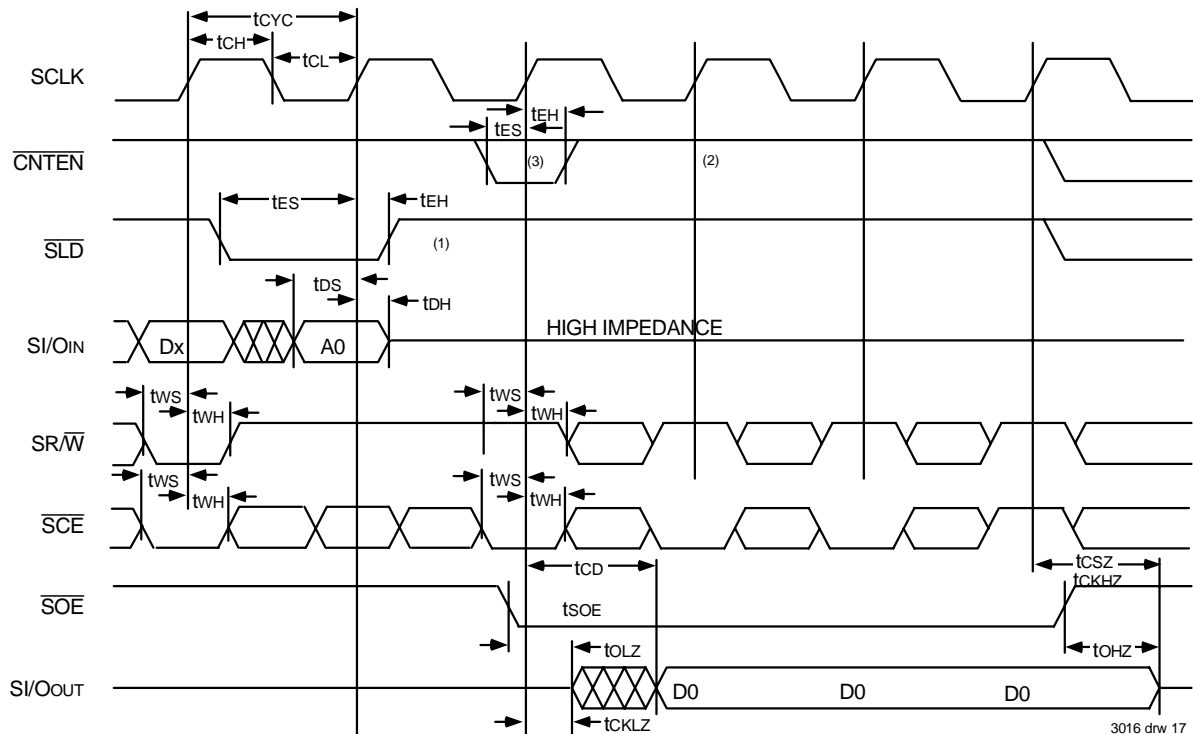 tCYC
tCH
tCL
SCLK
tEH
tES
CNTEN
(3)
(2)
tES
tEH
SLD
(1)
tDS
tDH
HIGH IMPEDANCE
SI/OIN
Dx
A0
tWS
tWH
tWS
tWH
SR/W
tWS
tWH
tWS
tWH
SCE
tCD
tCSZ
tCKHZ
SOE
tSOE
tOLZ
tOHZ
SI/OOUT
D0 D0 D0
tCKLZ
3016 drw 17